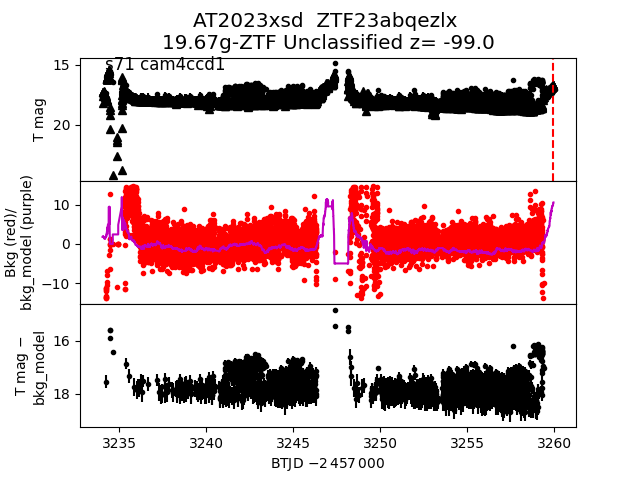 AT2023xsd  ZTF23abqezlx
19.67g-ZTF Unclassified z= -99.0
s71 cam4ccd1
15
20
T mag
10
0
−10
Bkg (red)/
bkg_model (purple)
16
18
T mag −
bkg_model
3235 3240 3245 3250 3255 3260
BTJD −2 457 000